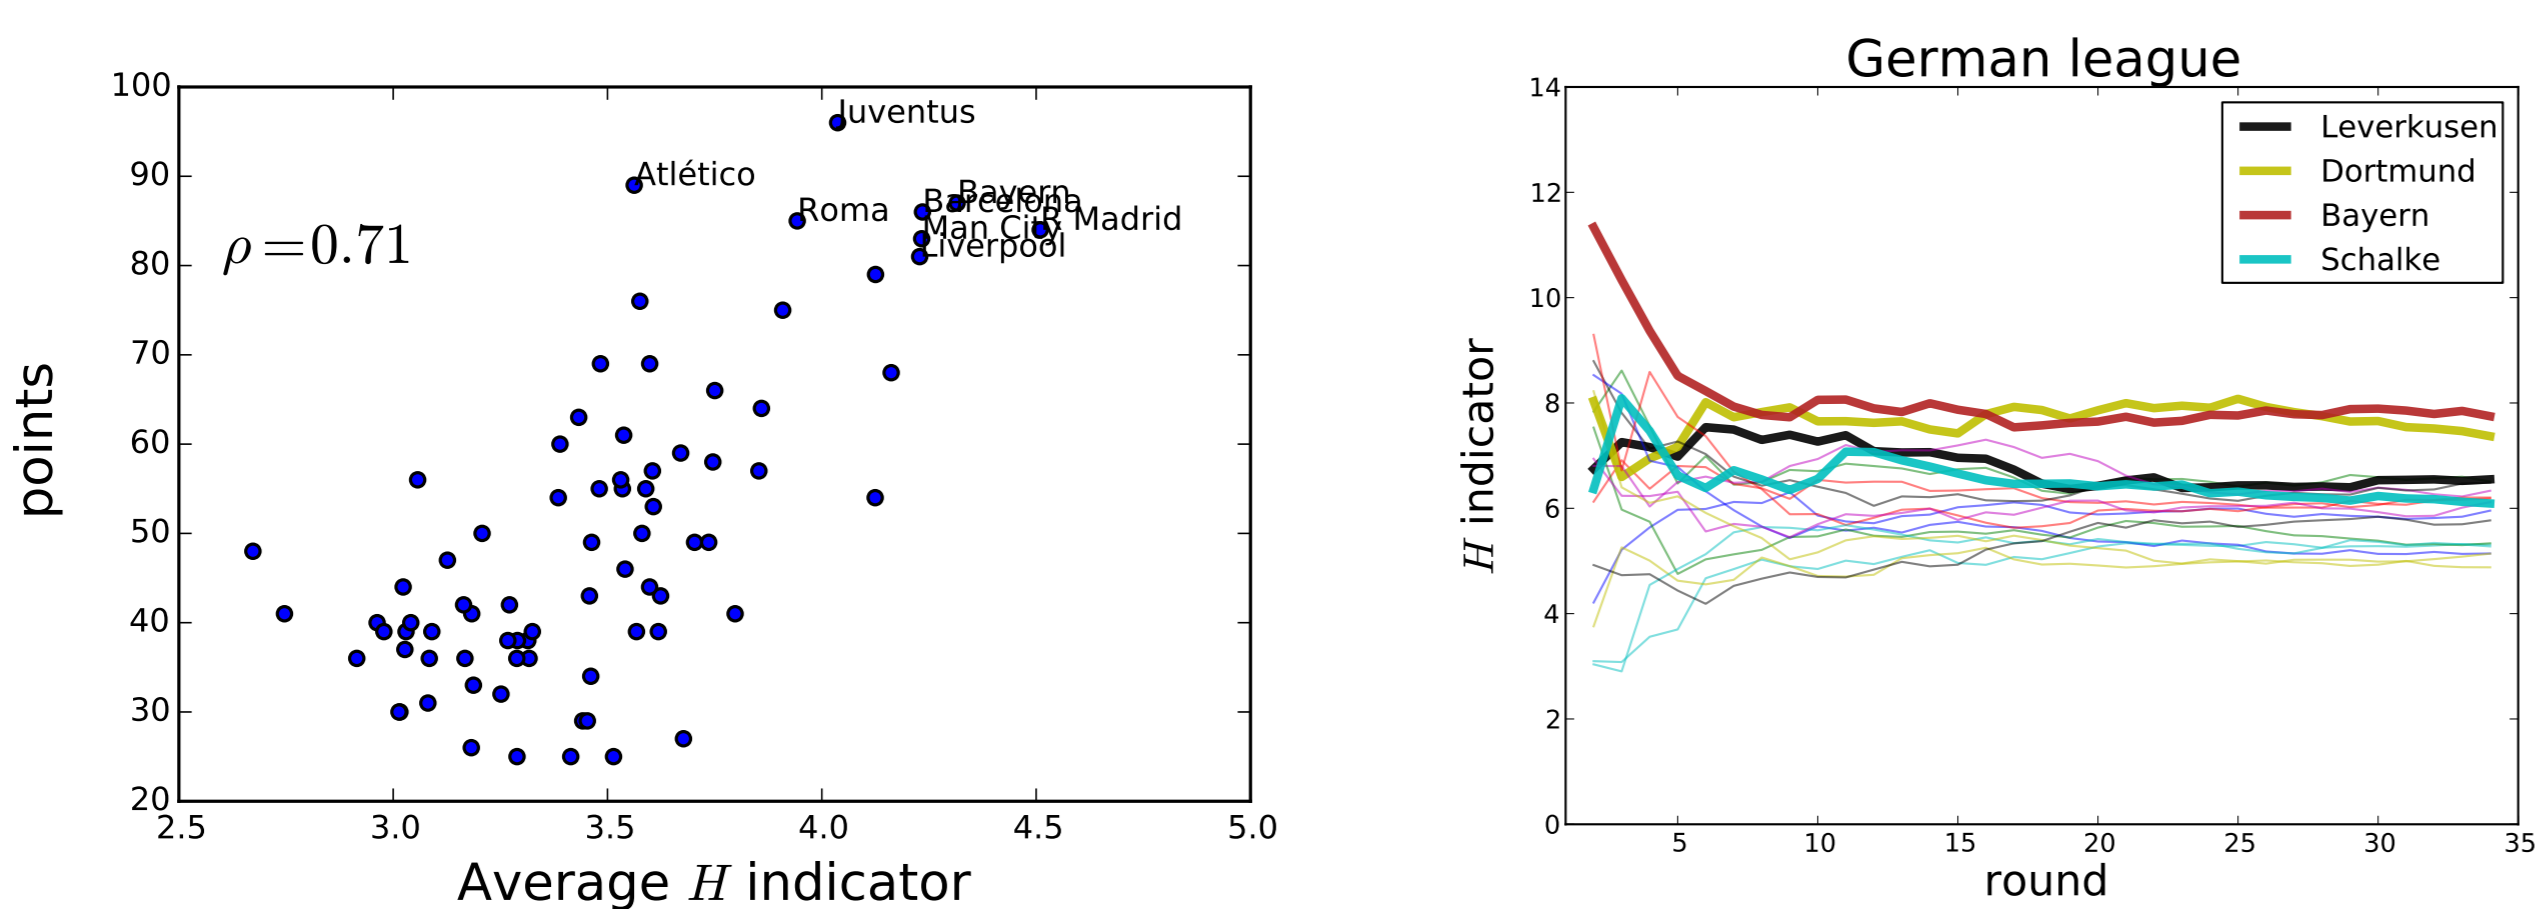 100
90
80
70
60
50
40
30
20
2.5 3.0 3.5 4.0 4.5 5.0
points
Average H indicator
ρ=0.71
Juventus
Atlético
Roma
Bayern
Barcelona
R Madrid
Man City
Liverpool
German league
14
12
10
8
6
4
2
0
5 10 15 20 25 30 35
H indicator
round
Leverkusen
Dortmund
Bayern
Schalke